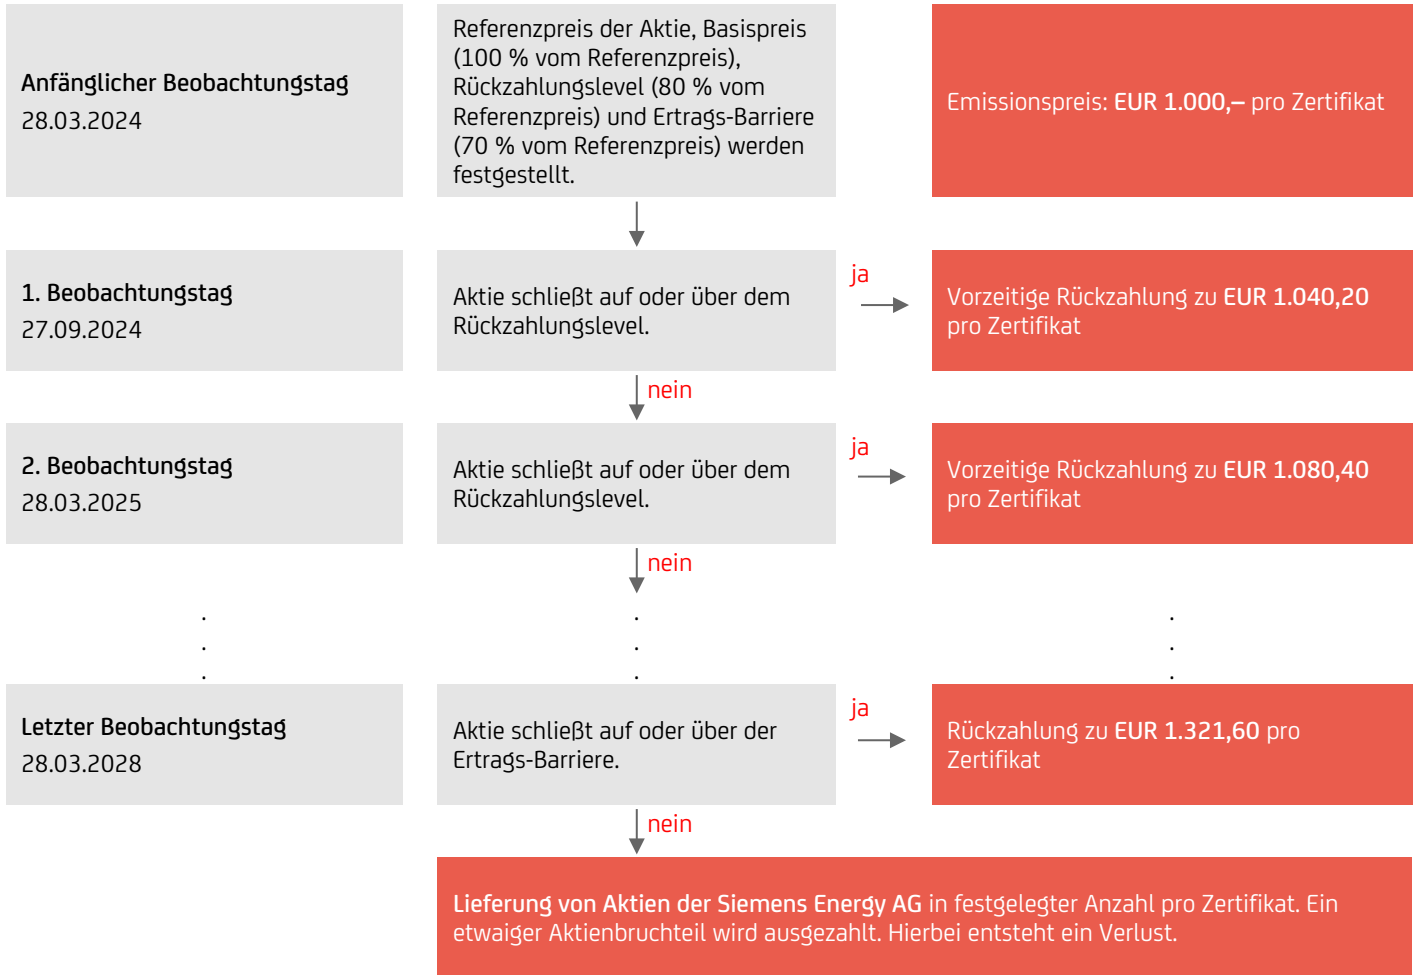 Anfänglicher Beobachtungstag
28.03.2024
Referenzpreis der Aktie, Basispreis
(100 % vom Referenzpreis),
Rückzahlungslevel (80 % vom
Referenzpreis) und Ertrags-Barriere
(70 % vom Referenzpreis) werden
festgestellt.
Emissionspreis: EUR 1.000,– pro Zertifikat
1. Beobachtungstag
27.09.2024
Aktie schließt auf oder über dem
Rückzahlungslevel.
ja
Vorzeitige Rückzahlung zu EUR 1.040,20
pro Zertifikat
nein
2. Beobachtungstag
28.03.2025
Aktie schließt auf oder über dem
Rückzahlungslevel.
ja
Vorzeitige Rückzahlung zu EUR 1.080,40
pro Zertifikat
nein
Letzter Beobachtungstag
28.03.2028
Aktie schließt auf oder über der
Ertrags-Barriere.
ja
Rückzahlung zu EUR 1.321,60 pro
Zertifikat
nein
Lieferung von Aktien der Siemens Energy AG in festgelegter Anzahl pro Zertifikat. Ein
etwaiger Aktienbruchteil wird ausgezahlt. Hierbei entsteht ein Verlust.